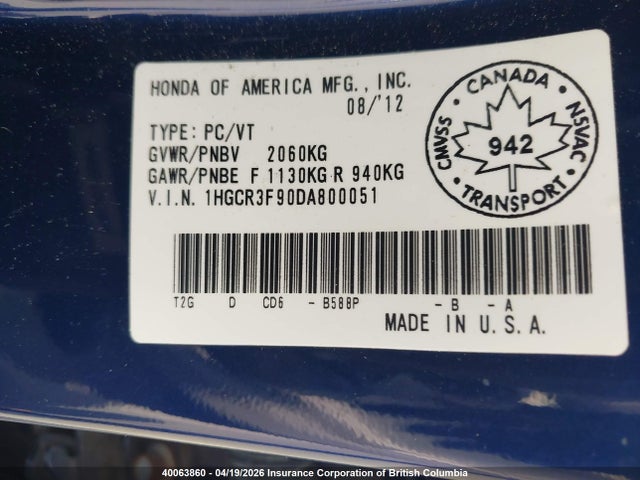 HONDA OF AMERICA MFG., INC.
08/'12
TYPE: PC/VT
GVWR/PNBV 2060KG
GAWR/PNBE F 1130KG R 940KG
V.I.N. 1HGCR3F90DA800051
CANADA
CMVSS
942
NSVAC
TRANSPORT
T2G D CD6 - B588P - B - A
MADE IN U.S.A.
40063860 - 04/19/2026 Insurance Corporation of British Columbia